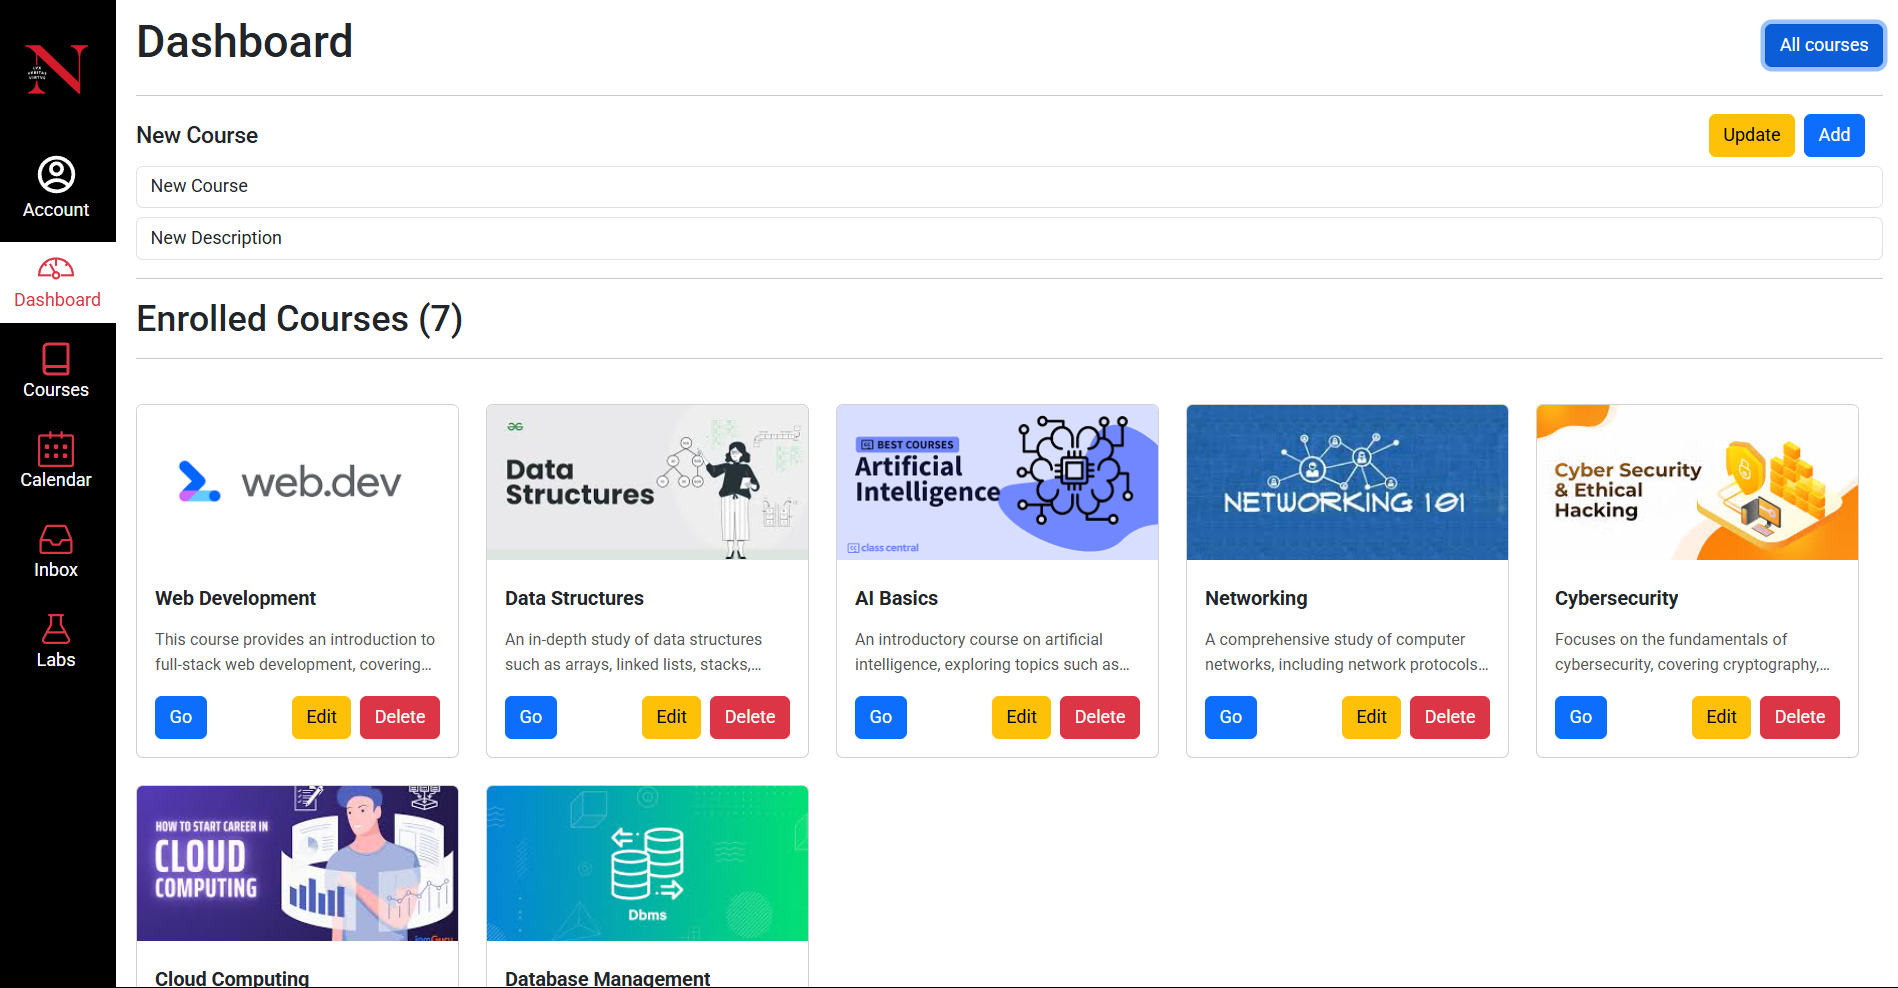 LVX
VERITAS
VIRTVS
Account
Dashboard
Courses
Calendar
Inbox
Labs
Dashboard
All courses
New Course
Update
Add
New Course
New Description
Enrolled Courses (7)
web.dev
Web Development
This course provides an introduction to
full-stack web development, covering…
Go
Edit
Delete
Data
Structures
Data Structures
An in-depth study of data structures
such as arrays, linked lists, stacks,…
Go
Edit
Delete
BEST COURSES
Artificial
Intelligence
class central
AI Basics
An introductory course on artificial
intelligence, exploring topics such as…
Go
Edit
Delete
NETWORKING 101
Networking
A comprehensive study of computer
networks, including network protocols…
Go
Edit
Delete
Cyber Security
& Ethical
Hacking
Cybersecurity
Focuses on the fundamentals of
cybersecurity, covering cryptography,…
Go
Edit
Delete
HOW TO START CAREER IN
CLOUD
COMPUTING
Cloud Computing
Dbms
Database Management